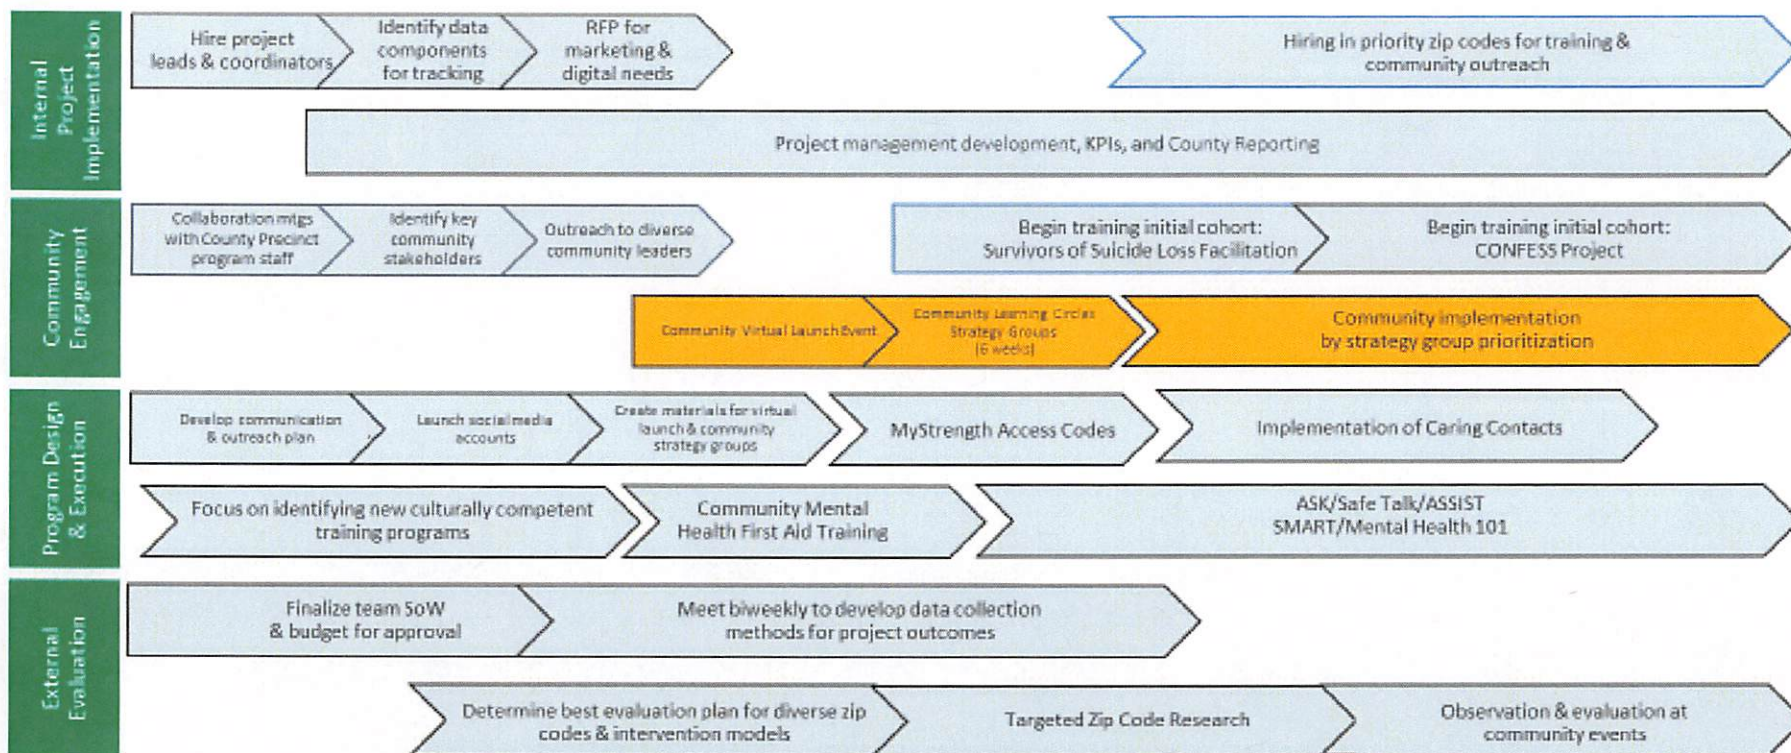 Internal
Project
Implementation
Hire project
leads & coordinators
Identify data
components
for tracking
RFP for
marketing &
digital needs
Hiring in priority zip codes for training &
community outreach
Project management development, KPIs, and County Reporting
Community
Engagement
Collaboration mtgs
with County Precinct
program staff
Identify key
community
stakeholders
Outreach to diverse
community leaders
Begin training initial cohort:
Survivors of Suicide Loss Facilitation
Begin training initial cohort:
CONFESS Project
Community Virtual Launch Event
Community Learning Circles
Strategy Groups
(6 weeks)
Community implementation
by strategy group prioritization
Program Design
& Execution
Develop communication
& outreach plan
Launch social media
accounts
Create materials for virtual
launch & community
strategy groups
MyStrength Access Codes
Implementation of Caring Contacts
Focus on identifying new culturally competent
training programs
Community Mental
Health First Aid Training
ASK/Safe Talk/ASSIST
SMART/Mental Health 101
External
Evaluation
Finalize team SoW
& budget for approval
Meet biweekly to develop data collection
methods for project outcomes
Determine best evaluation plan for diverse zip
codes & intervention models
Targeted Zip Code Research
Observation & evaluation at
community events